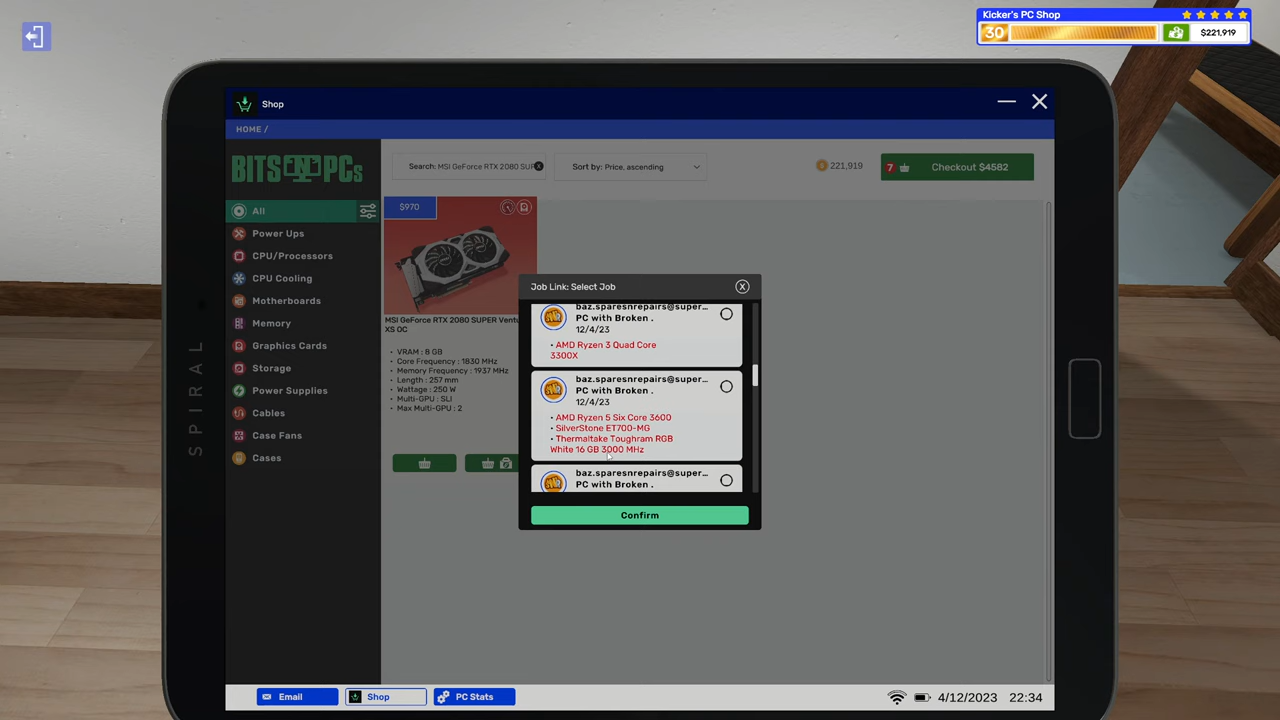 Kicker's PC Shop
30
$221,919
Shop
HOME /
BITS N PCs
Search: MSI GeForce RTX 2080 SUP
Sort by: Price, ascending
221,919
7
Checkout $4582
All
Power Ups
CPU/Processors
CPU Cooling
Motherboards
Memory
Graphics Cards
Storage
Power Supplies
Cables
Case Fans
Cases
$970
MSI GeForce RTX 2080 SUPER Ventu
XS OC
• VRAM : 8 GB
• Core Frequency : 1830 MHz
• Memory Frequency : 1937 MHz
• Length : 257 mm
• Wattage : 250 W
• Multi-GPU : SLI
• Max Multi-GPU : 2
Job Link: Select Job
X
baz.sparesnrepairs@super...
PC with Broken .
12/4/23
• AMD Ryzen 3 Quad Core
3300X
baz.sparesnrepairs@super...
PC with Broken .
12/4/23
• AMD Ryzen 5 Six Core 3600
• SilverStone ET700-MG
• Thermaltake Toughram RGB
White 16 GB 3000 MHz
baz.sparesnrepairs@super...
PC with Broken .
Confirm
SPIRAL
Email
Shop
PC Stats
4/12/2023
22:34